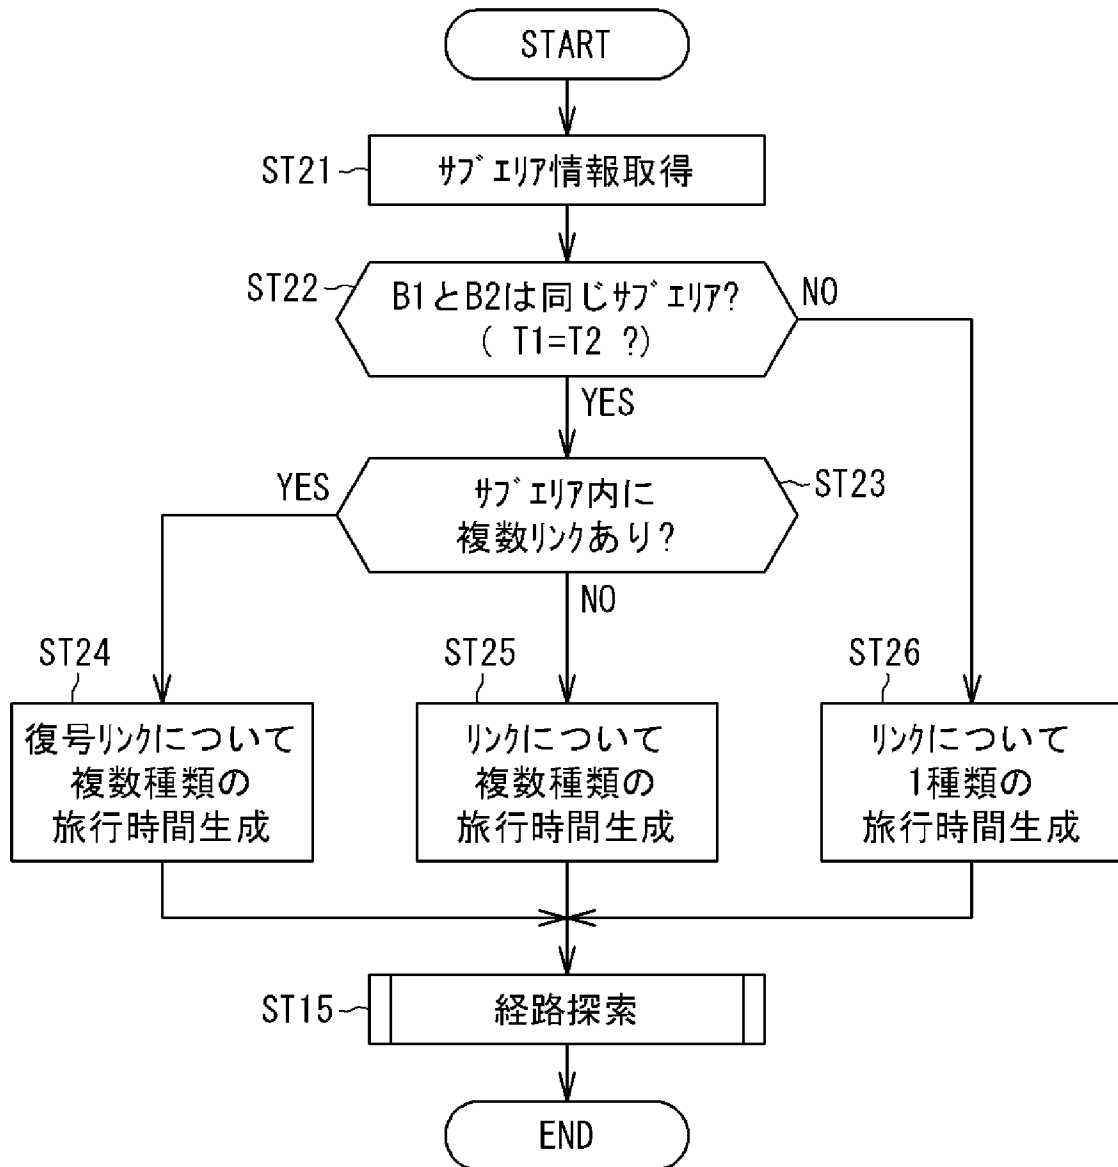 START
ST21
ｻﾌﾞｴﾘｱ情報取得
ST22
B1とB2は同じｻﾌﾞｴﾘｱ?
( T1=T2 ?)
NO
YES
YES
ｻﾌﾞｴﾘｱ内に
複数ﾘﾝｸあり?
ST23
NO
ST24
復号ﾘﾝｸについて
複数種類の
旅行時間生成
ST25
ﾘﾝｸについて
複数種類の
旅行時間生成
ST26
ﾘﾝｸについて
1種類の
旅行時間生成
ST15
経路探索
END